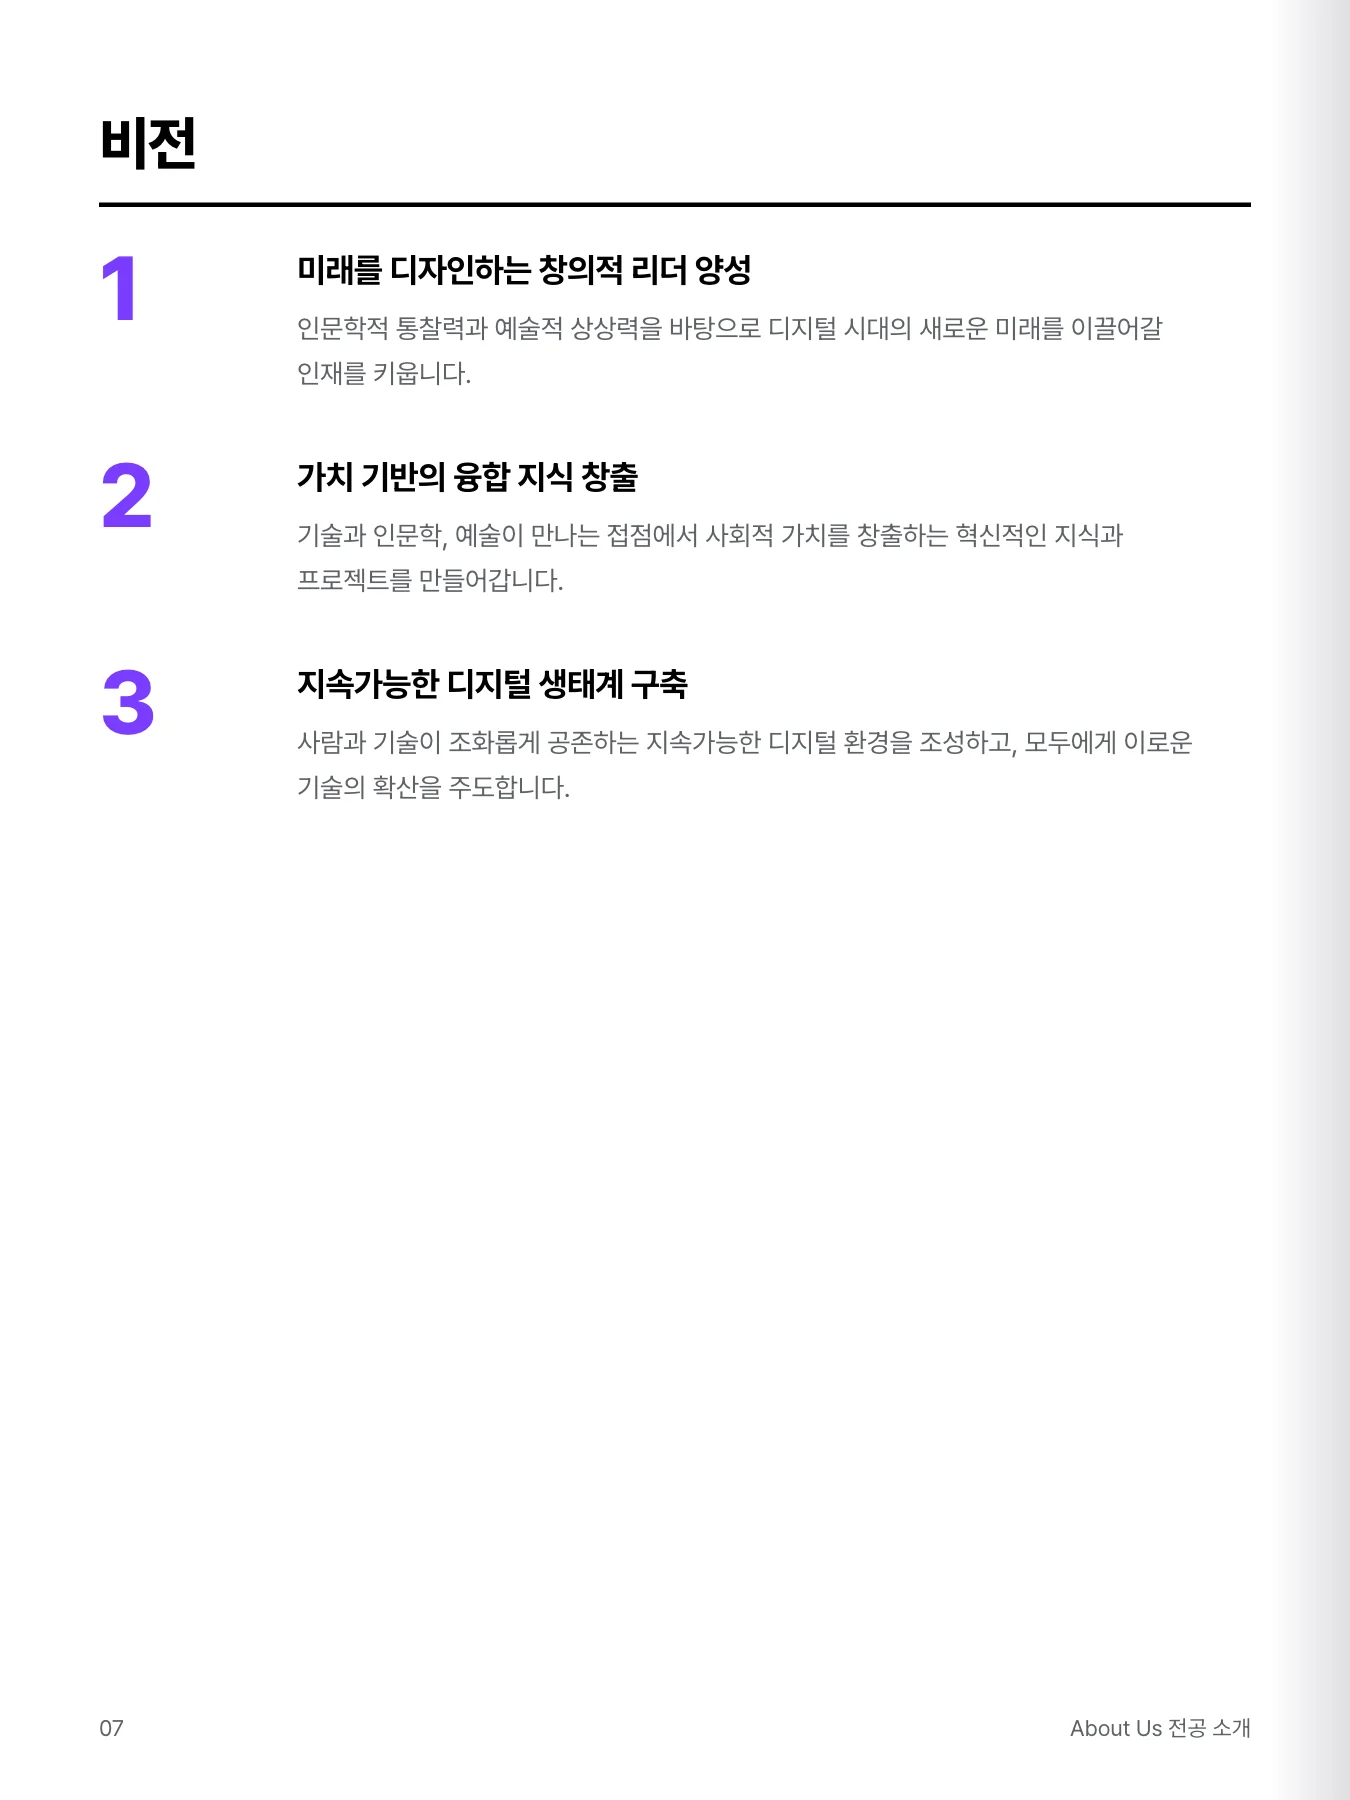 비전
1
미래를 디자인하는 창의적 리더 양성
인문학적 통찰력과 예술적 상상력을 바탕으로 디지털 시대의 새로운 미래를 이끌어갈
인재를 키웁니다.
2
가치 기반의 융합 지식 창출
기술과 인문학, 예술이 만나는 접점에서 사회적 가치를 창출하는 혁신적인 지식과
프로젝트를 만들어갑니다.
3
지속가능한 디지털 생태계 구축
사람과 기술이 조화롭게 공존하는 지속가능한 디지털 환경을 조성하고, 모두에게 이로운
기술의 확산을 주도합니다.
07
About Us 전공 소개